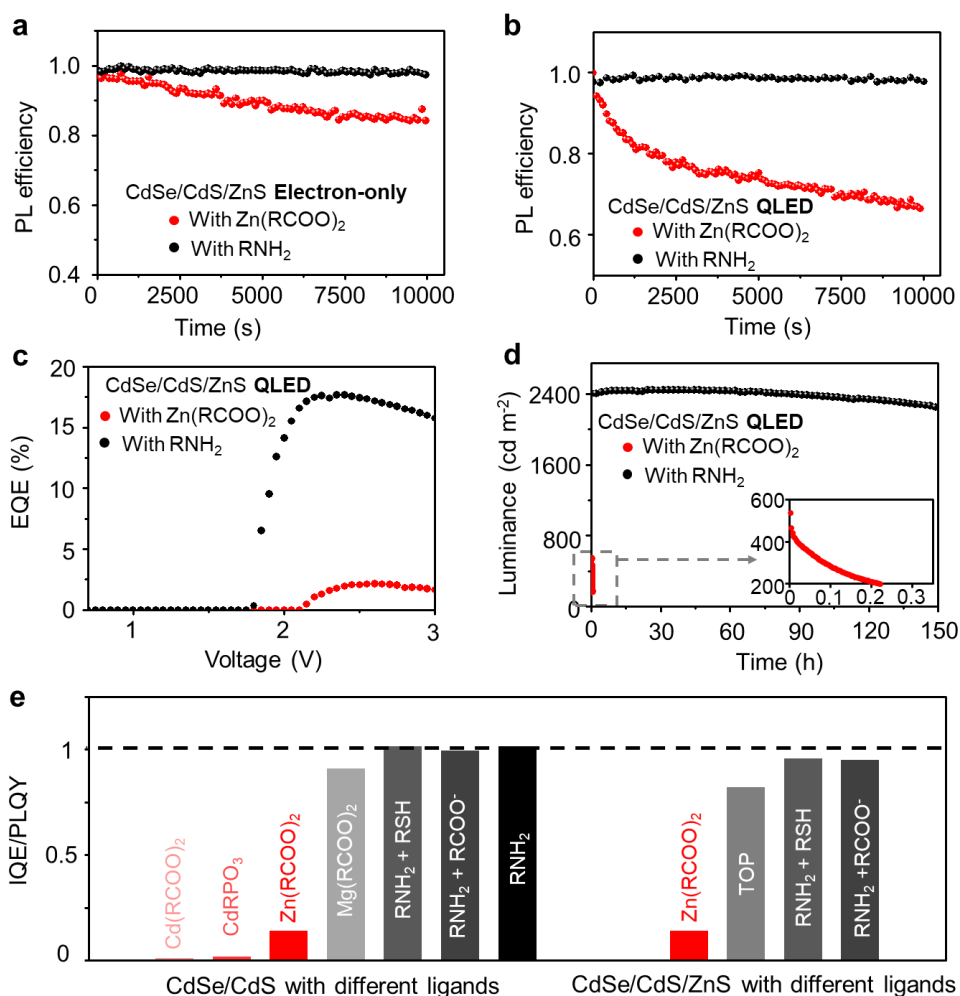 a
PL efficiency
1.0
0.8
0.6
0.4
CdSe/CdS/ZnS Electron-only
With Zn(RCOO)₂
With RNH₂
0 2500 5000 7500 10000
Time (s)
b
PL efficiency
1.0
0.8
0.6
CdSe/CdS/ZnS QLED
With Zn(RCOO)₂
With RNH₂
0 2500 5000 7500 10000
Time (s)
c
EQE (%)
20
15
10
5
0
CdSe/CdS/ZnS QLED
With Zn(RCOO)₂
With RNH₂
1 2 3
Voltage (V)
d
Luminance (cd m⁻²)
2400
1600
800
0
CdSe/CdS/ZnS QLED
With Zn(RCOO)₂
With RNH₂
600
400
200
0 0.1 0.2 0.3
0 30 60 90 120 150
Time (h)
e
IQE/PLQY
1
0.5
0
Cd(RCOO)₂
CdRPO₃
Zn(RCOO)₂
Mg(RCOO)₂
RNH₂ + RSH
RNH₂ + RCOO⁻
RNH₂
Zn(RCOO)₂
TOP
RNH₂ + RSH
RNH₂ +RCOO⁻
CdSe/CdS with different ligands
CdSe/CdS/ZnS with different ligands